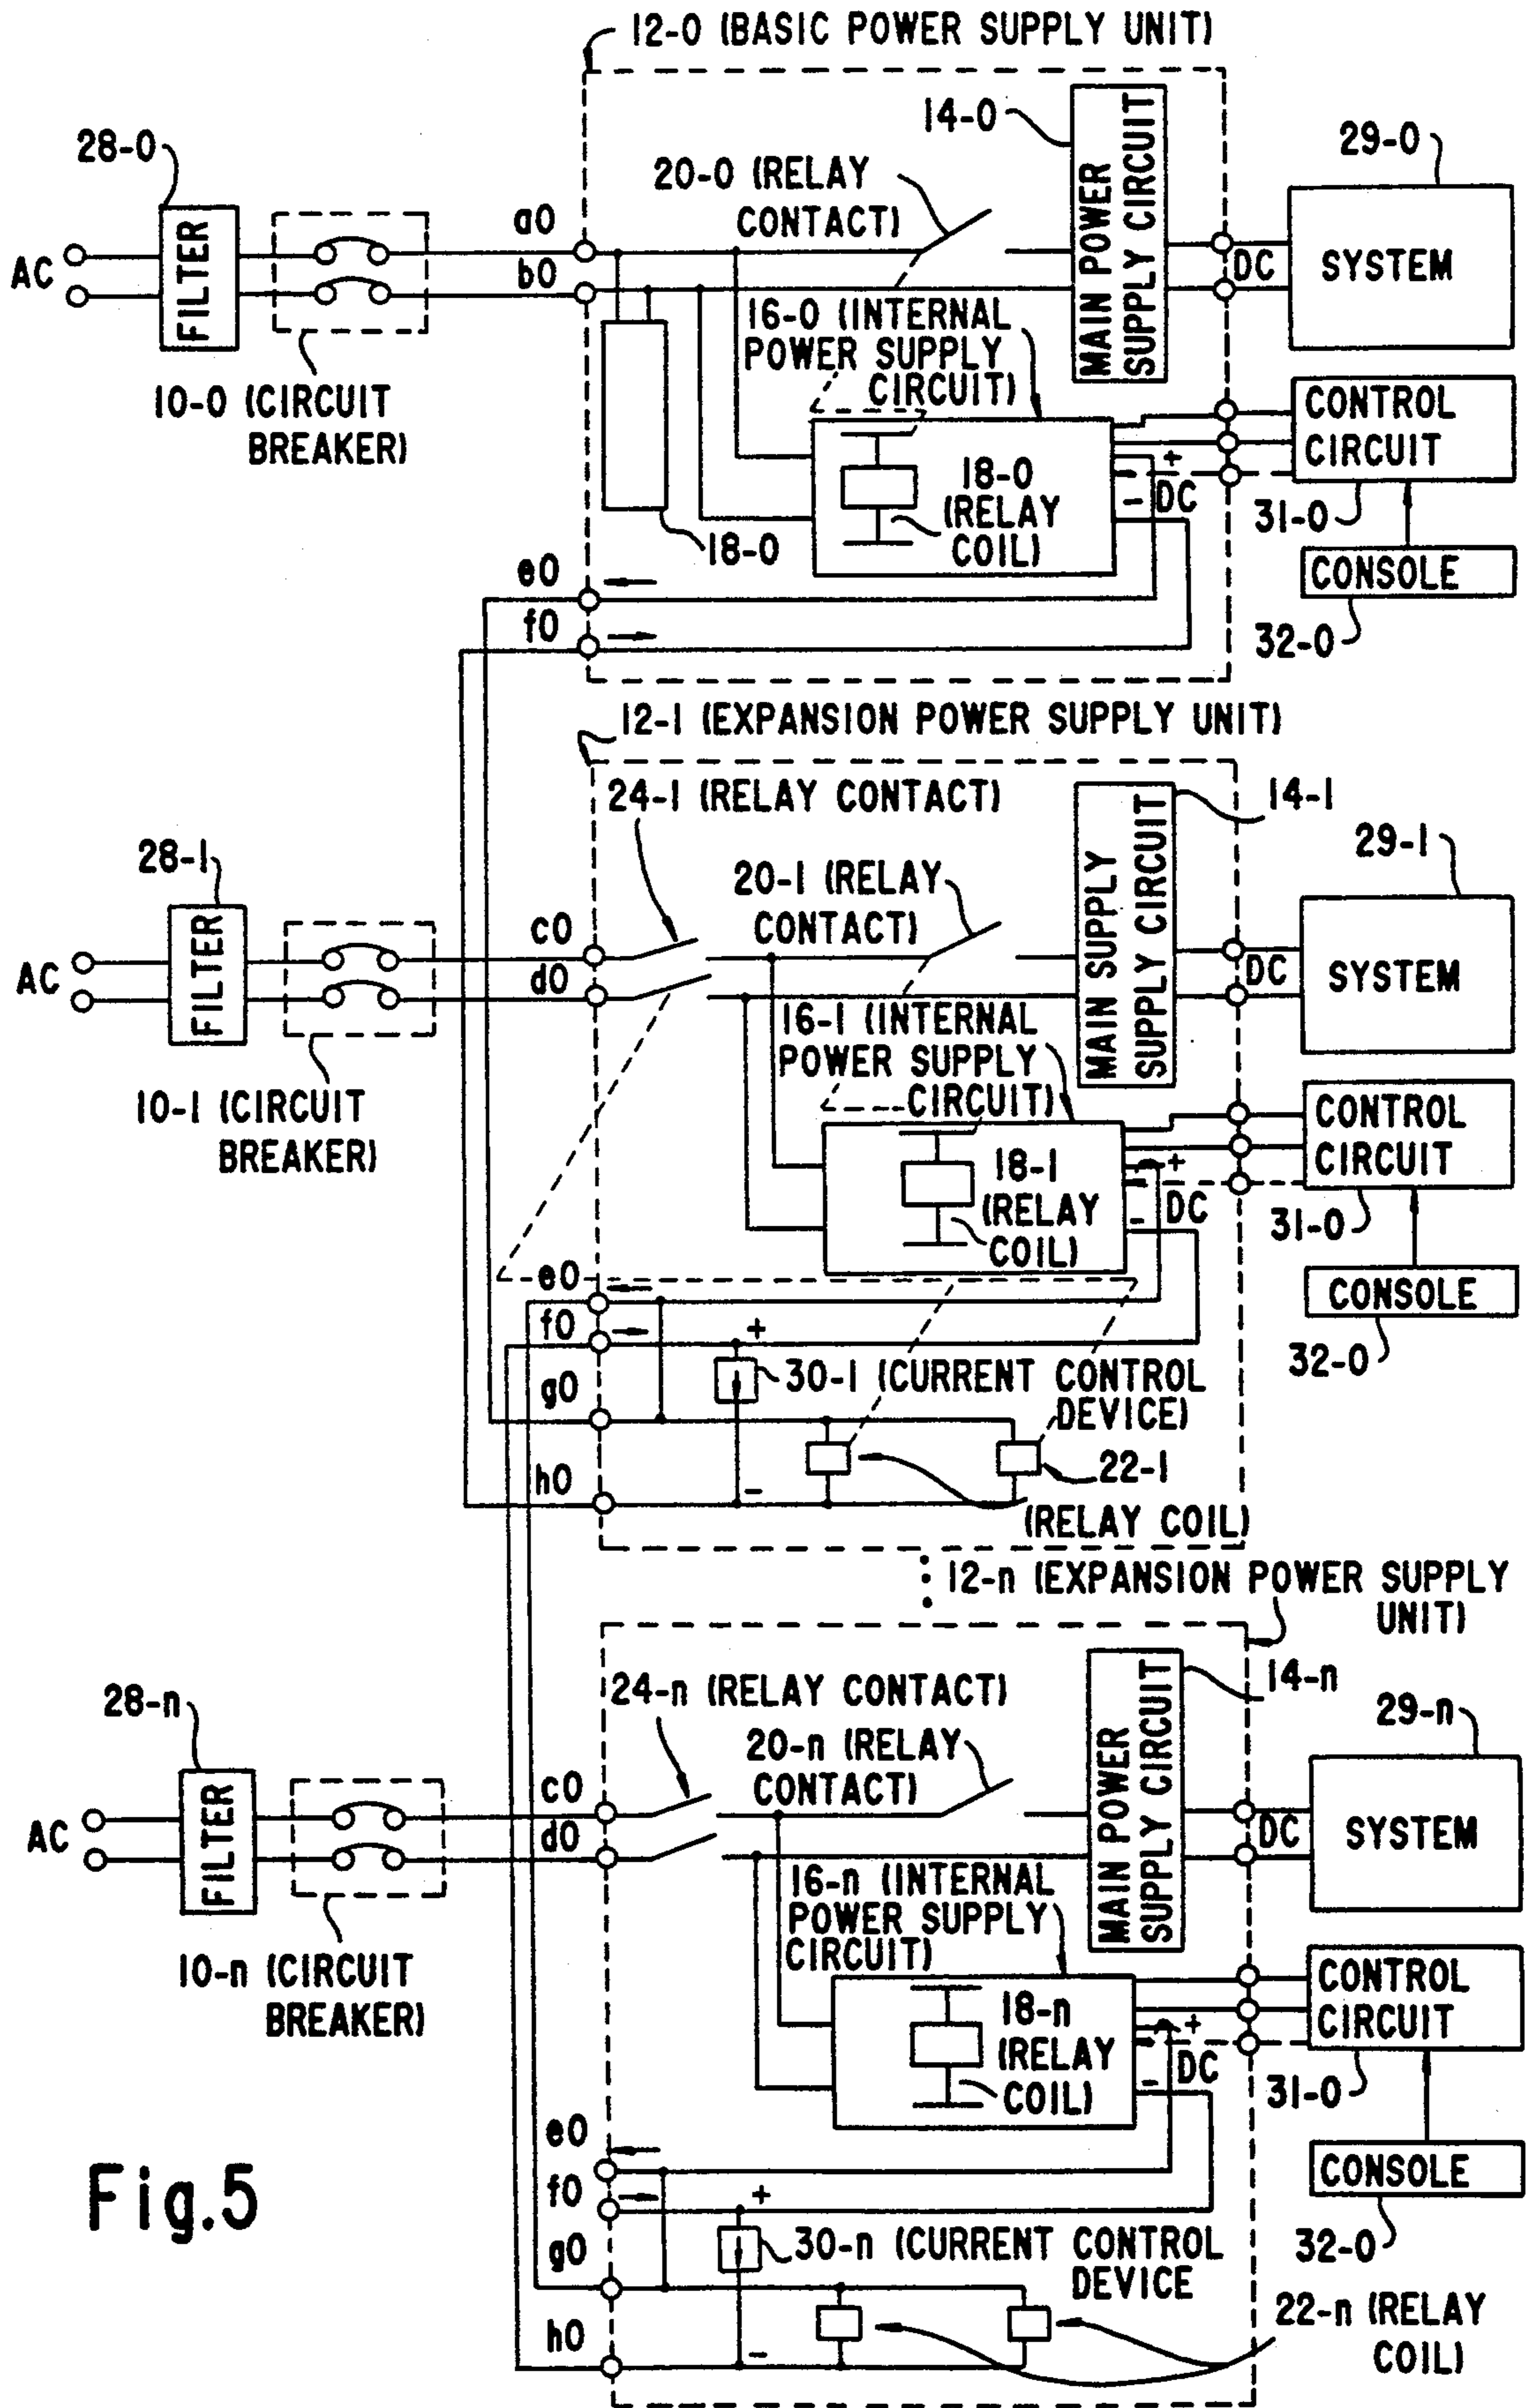 12-0 (BASIC POWER SUPPLY UNIT)
28-0
14-0
29-0
20-0 (RELAY
CONTACT)
MAIN POWER
SUPPLY CIRCUIT
FILTER
AC
a0
b0
DC
SYSTEM
16-0 (INTERNAL
POWER SUPPLY
CIRCUIT)
10-0 (CIRCUIT
BREAKER)
CONTROL
CIRCUIT
18-0
(RELAY
COIL)
+
- DC
31-0
18-0
CONSOLE
e0
f0
32-0
12-1 (EXPANSION POWER SUPPLY UNIT)
24-1 (RELAY CONTACT)
14-1
28-1
29-1
20-1 (RELAY
CONTACT)
MAIN SUPPLY
SUPPLY CIRCUIT
FILTER
AC
c0
d0
DC
SYSTEM
16-1 (INTERNAL
POWER SUPPLY
CIRCUIT)
10-1 (CIRCUIT
BREAKER)
CONTROL
CIRCUIT
18-1
(RELAY
COIL)
+
- DC
31-0
CONSOLE
e0
f0
+
32-0
30-1 (CURRENT CONTROL
DEVICE)
g0
22-1
h0
-
(RELAY COIL)
12-n (EXPANSION POWER SUPPLY
UNIT)
24-n (RELAY CONTACT)
14-n
28-n
29-n
20-n (RELAY
CONTACT)
MAIN POWER
SUPPLY CIRCUIT
FILTER
AC
c0
d0
DC
SYSTEM
16-n (INTERNAL
POWER SUPPLY
CIRCUIT)
10-n (CIRCUIT
BREAKER)
CONTROL
CIRCUIT
18-n
(RELAY
COIL)
+
- DC
31-0
e0
CONSOLE
f0
+
Fig.5
32-0
30-n (CURRENT CONTROL
DEVICE
g0
22-n (RELAY
COIL)
h0
-